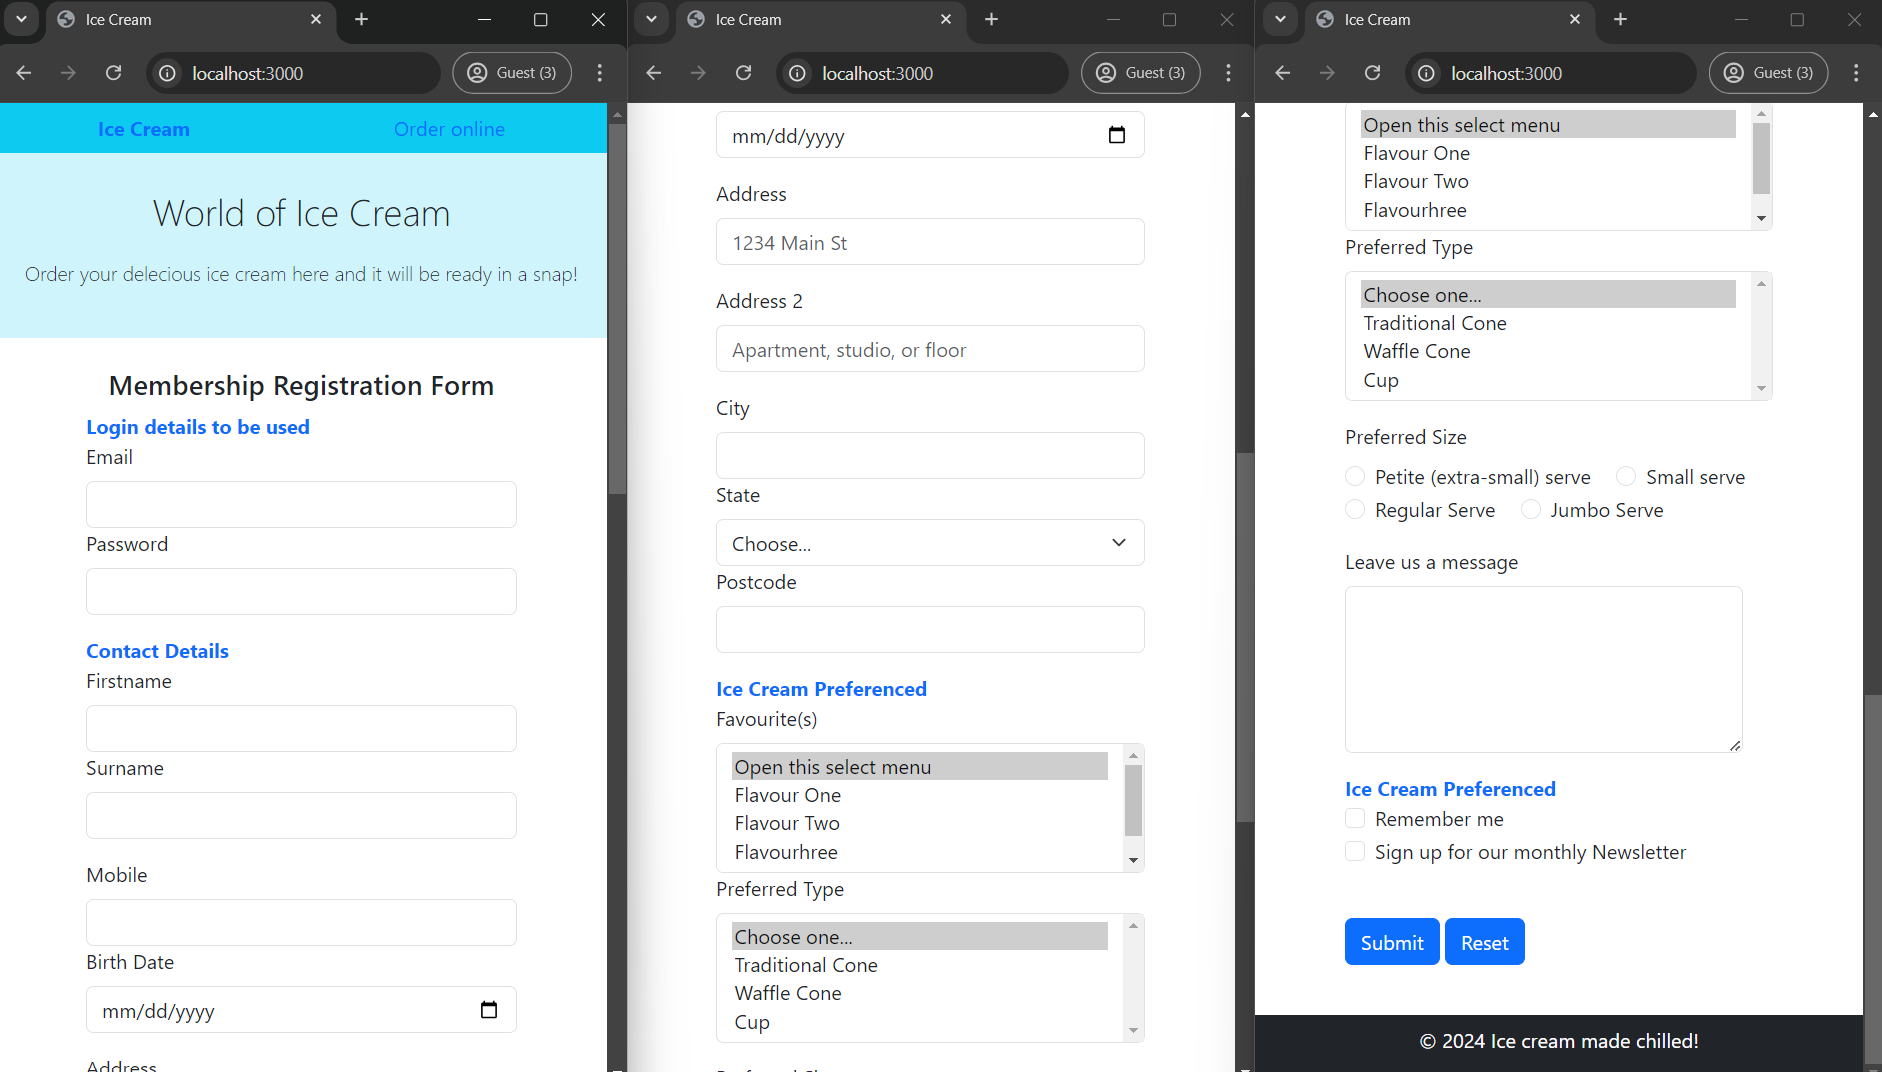 Ice Cream
localhost:3000
Guest (3)
Ice Cream
Order online
World of Ice Cream
Order your delecious ice cream here and it will be ready in a snap!
Membership Registration Form
Login details to be used
Email
Password
Contact Details
Firstname
Surname
Mobile
Birth Date
mm/dd/yyyy
Address
Ice Cream
localhost:3000
Guest (3)
mm/dd/yyyy
Address
1234 Main St
Address 2
Apartment, studio, or floor
City
State
Choose...
Postcode
Ice Cream Preferenced
Favourite(s)
Open this select menu
Flavour One
Flavour Two
Flavourhree
Preferred Type
Choose one...
Traditional Cone
Waffle Cone
Cup
Ice Cream
localhost:3000
Guest (3)
Open this select menu
Flavour One
Flavour Two
Flavourhree
Preferred Type
Choose one...
Traditional Cone
Waffle Cone
Cup
Preferred Size
Petite (extra-small) serve
Small serve
Regular Serve
Jumbo Serve
Leave us a message
Ice Cream Preferenced
Remember me
Sign up for our monthly Newsletter
Submit
Reset
© 2024 Ice cream made chilled!